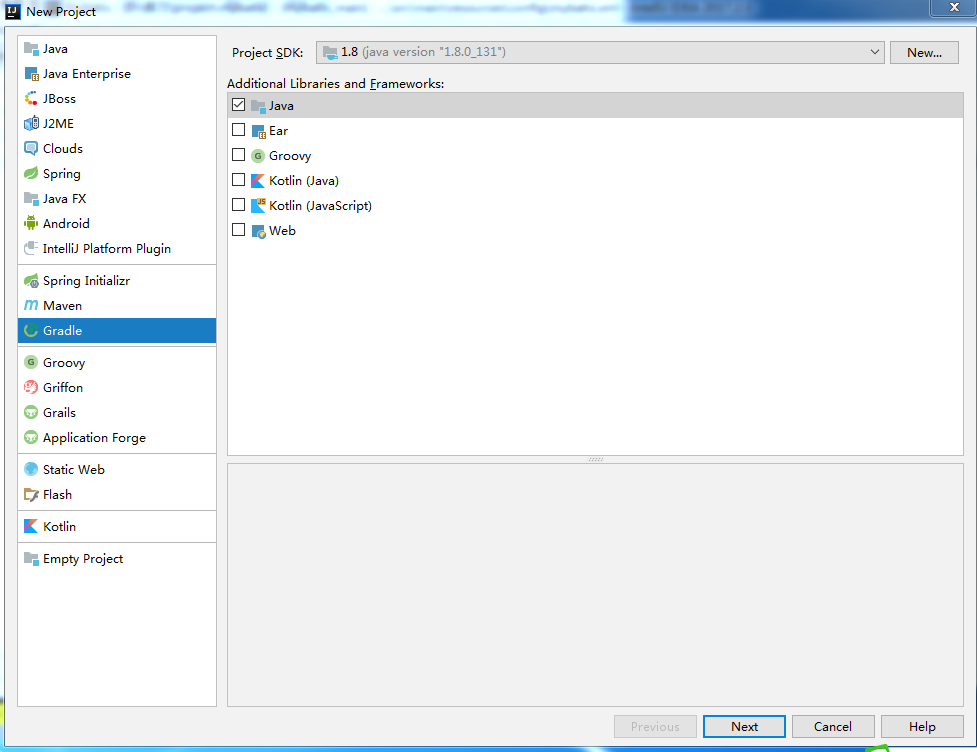 New Project
Java
Java Enterprise
JBoss
J2ME
Clouds
Spring
Java FX
Android
IntelliJ Platform Plugin
Spring Initializr
Maven
Gradle
Groovy
Griffon
Grails
Application Forge
Static Web
Flash
Kotlin
Empty Project
Project SDK: 1.8 (java version "1.8.0_131") New...
Additional Libraries and Frameworks:
Java
Ear
Groovy
Kotlin (Java)
Kotlin (JavaScript)
Web
Previous Next Cancel Help